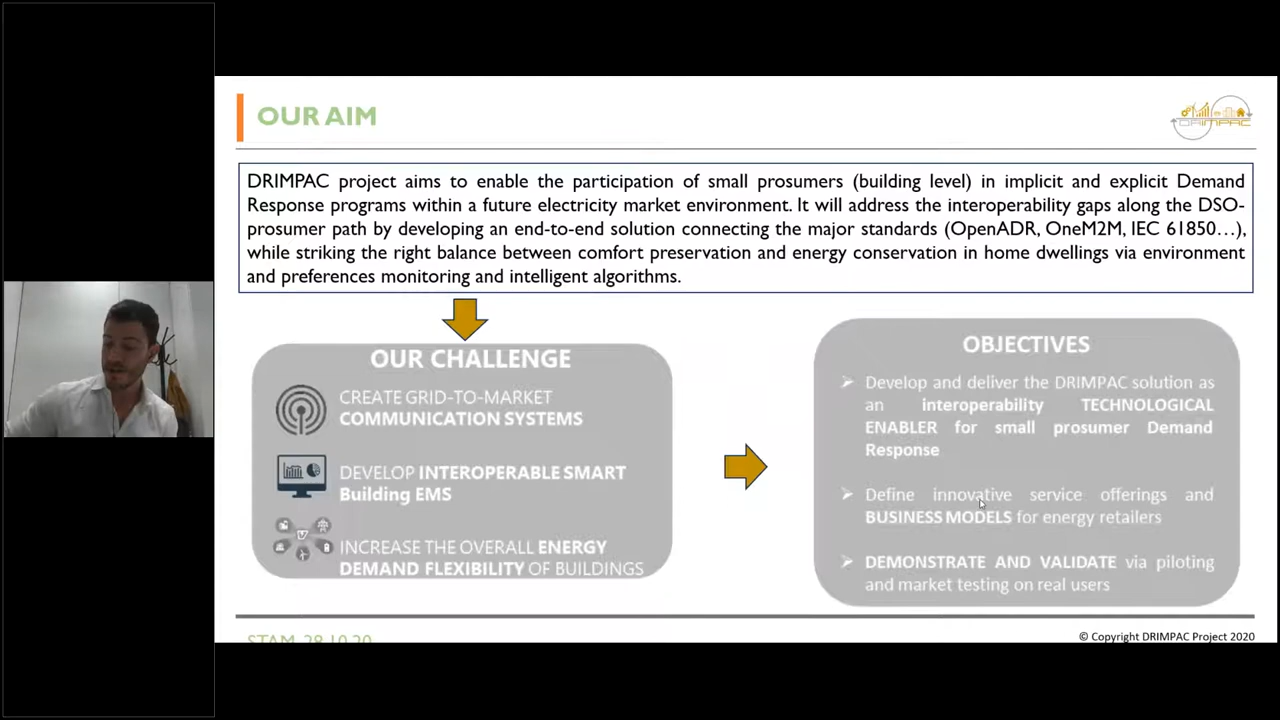 OUR AIM
DRIMPAC
DRIMPAC project aims to enable the participation of small prosumers (building level) in implicit and explicit Demand
Response programs within a future electricity market environment. It will address the interoperability gaps along the DSO-
prosumer path by developing an end-to-end solution connecting the major standards (OpenADR, OneM2M, IEC 61850…),
while striking the right balance between comfort preservation and energy conservation in home dwellings via environment
and preferences monitoring and intelligent algorithms.
OUR CHALLENGE
CREATE GRID-TO-MARKET
COMMUNICATION SYSTEMS
DEVELOP INTEROPERABLE SMART
Building EMS
INCREASE THE OVERALL ENERGY
DEMAND FLEXIBILITY OF BUILDINGS
OBJECTIVES
Develop and deliver the DRIMPAC solution as
an interoperability TECHNOLOGICAL
ENABLER for small prosumer Demand
Response
Define innovative service offerings and
BUSINESS MODELS for energy retailers
DEMONSTRATE AND VALIDATE via piloting
and market testing on real users
STAM, 28.10.20
© Copyright DRIMPAC Project 2020